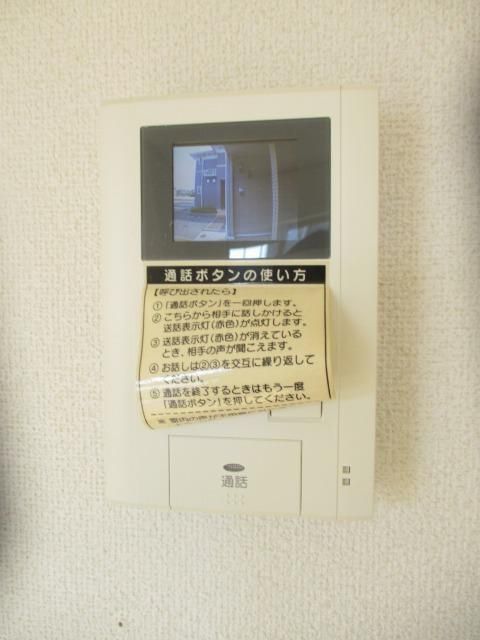 通話ボタンの使い方
【呼び出されたら】
①「通話ボタン」を一回押します。
②こちらから相手に話しかけると
送話表示灯(赤色)が点灯します。
③送話表示灯(赤色)が消えている
とき、相手の声が聞こえます。
④お話しは②③を交互に繰り返して
ください。
⑤通話を終了するときはもう一度
「通話ボタン」を押してください。
通話